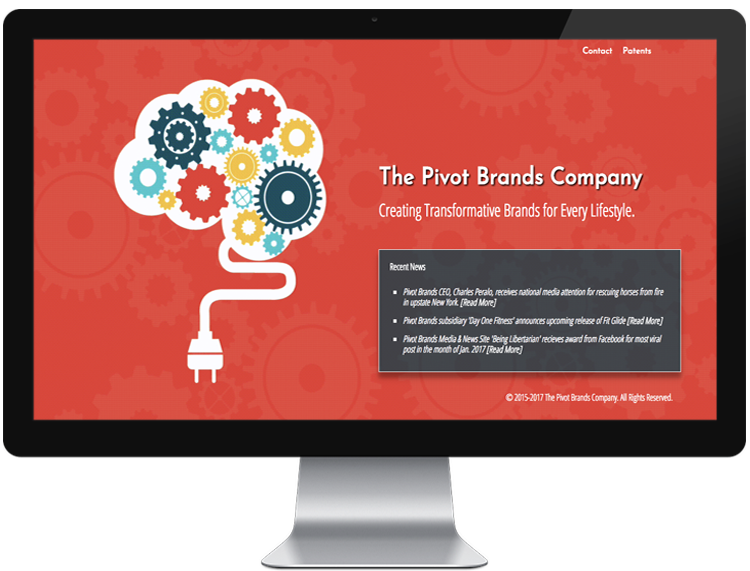 Contact Patents
The Pivot Brands Company
Creating Transformative Brands for Every Lifestyle.
Recent News
Pivot Brands CEO, Charles Peralo, receives national media attention for rescuing horses from fire
in upstate New York. [Read More]
Pivot Brands subsidiary 'Day One Fitness' announces upcoming release of Fit Glide [Read More]
Pivot Brands Media & News Site 'Being Libertarian' recieves award from Facebook for most viral
post in the month of Jan. 2017 [Read More]
© 2015-2017 The Pivot Brands Company. All Rights Reserved.